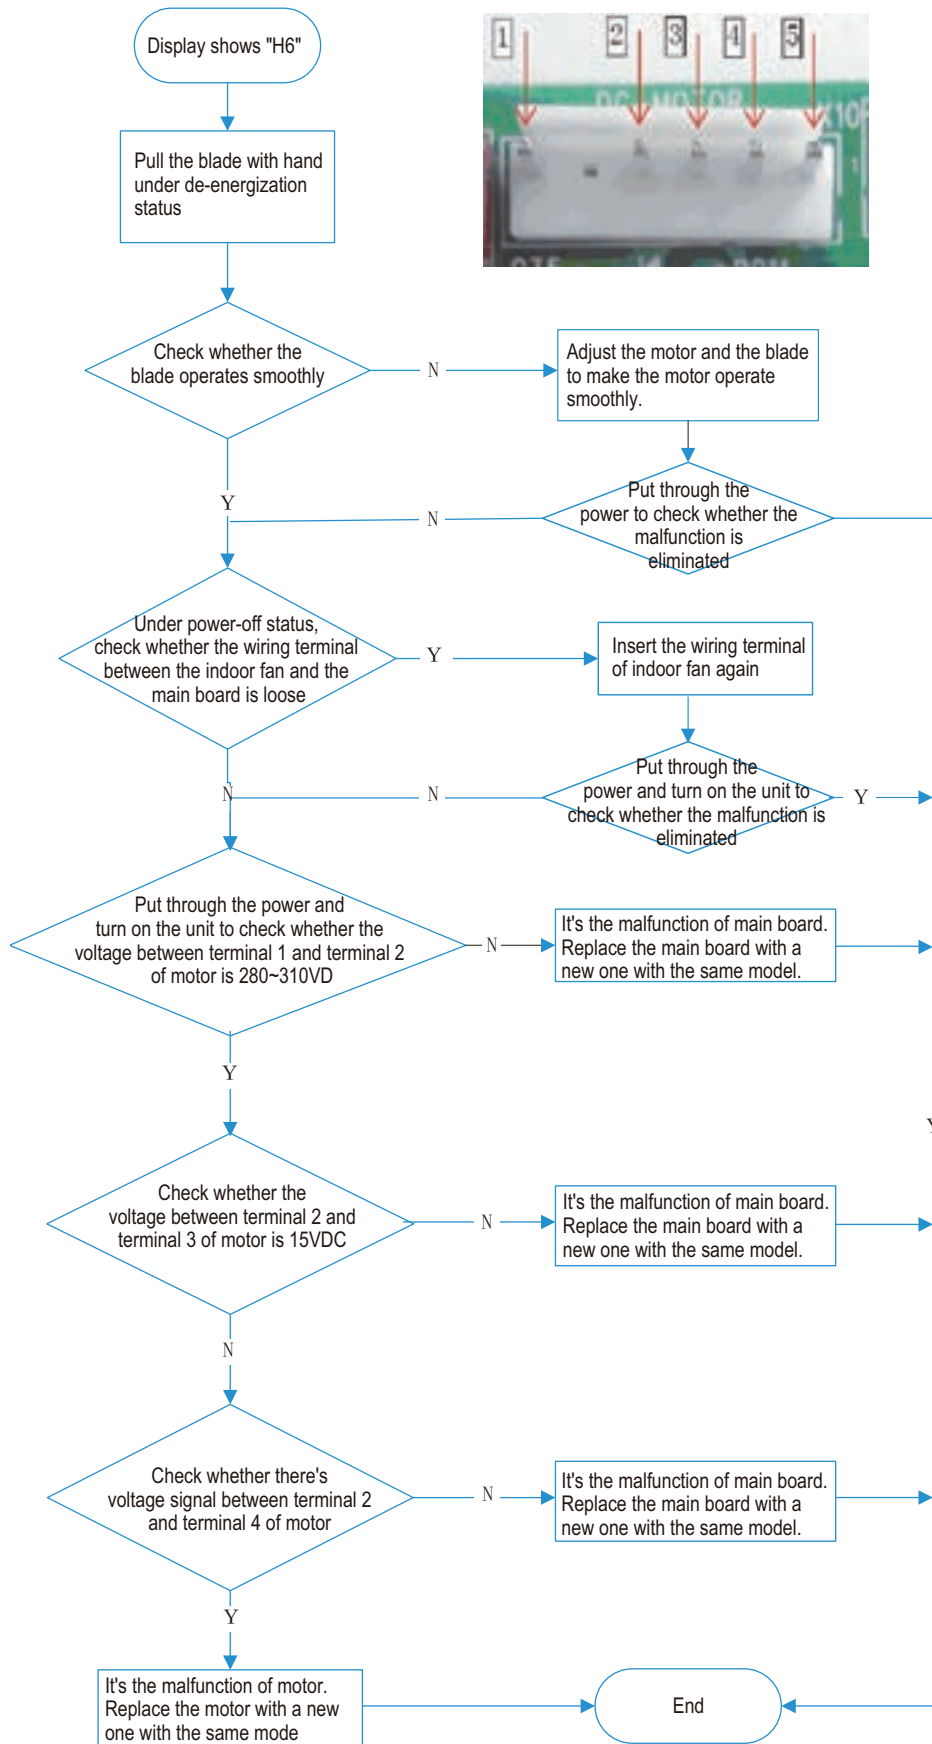 Display shows "H6"
1 2 3 4 5
DC MOTOR
Pull the blade with hand
under de-energization
status
Check whether the
blade operates smoothly
N
Adjust the motor and the blade
to make the motor operate
smoothly.
Y
N
Put through the
power to check whether the
malfunction is
eliminated
Under power-off status,
check whether the wiring terminal
between the indoor fan and the
main board is loose
Y
Insert the wiring terminal
of indoor fan again
N
N
Put through the
power and turn on the unit to
check whether the malfunction is
eliminated
Y
Put through the power and
turn on the unit to check whether the
voltage between terminal 1 and terminal 2
of motor is 280~310VD
N
It's the malfunction of main board.
Replace the main board with a
new one with the same model.
Y
Y
Check whether the
voltage between terminal 2 and
terminal 3 of motor is 15VDC
N
It's the malfunction of main board.
Replace the main board with a
new one with the same model.
N
Check whether there's
voltage signal between terminal 2
and terminal 4 of motor
N
It's the malfunction of main board.
Replace the main board with a
new one with the same model.
Y
It's the malfunction of motor.
Replace the motor with a new
one with the same mode
End